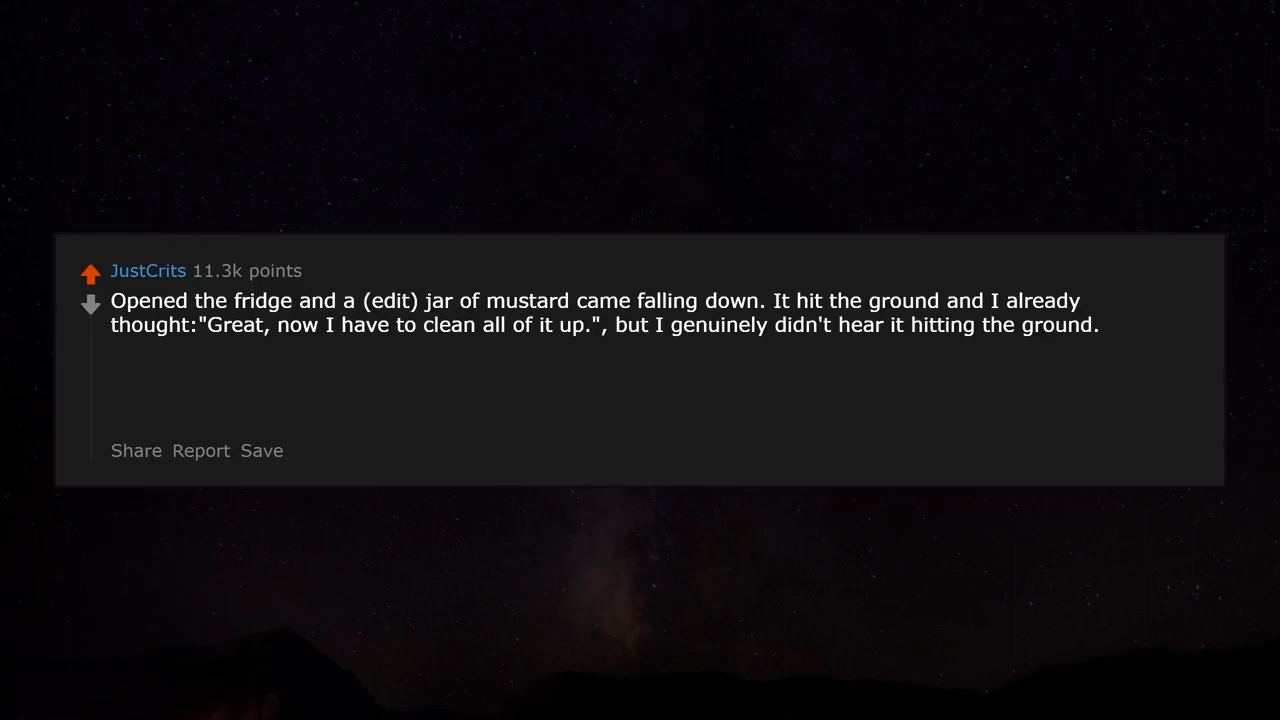 JustCrits 11.3k points
Opened the fridge and a (edit) jar of mustard came falling down. It hit the ground and I already
thought:"Great, now I have to clean all of it up.", but I genuinely didn't hear it hitting the ground.
Share Report Save